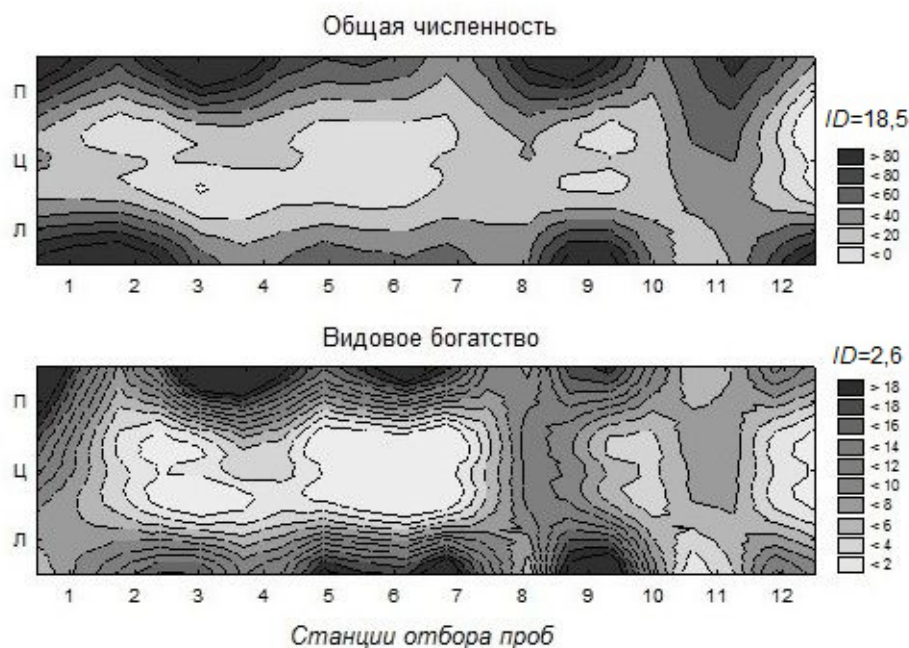 Общая численность
П
Ц
Л
ID=18,5
> 80
< 80
< 60
< 40
< 20
< 0
1 2 3 4 5 6 7 8 9 10 11 12
Видовое богатство
П
Ц
Л
ID=2,6
> 18
< 18
< 16
< 14
< 12
< 10
< 8
< 6
< 4
< 2
1 2 3 4 5 6 7 8 9 10 11 12
Станции отбора проб